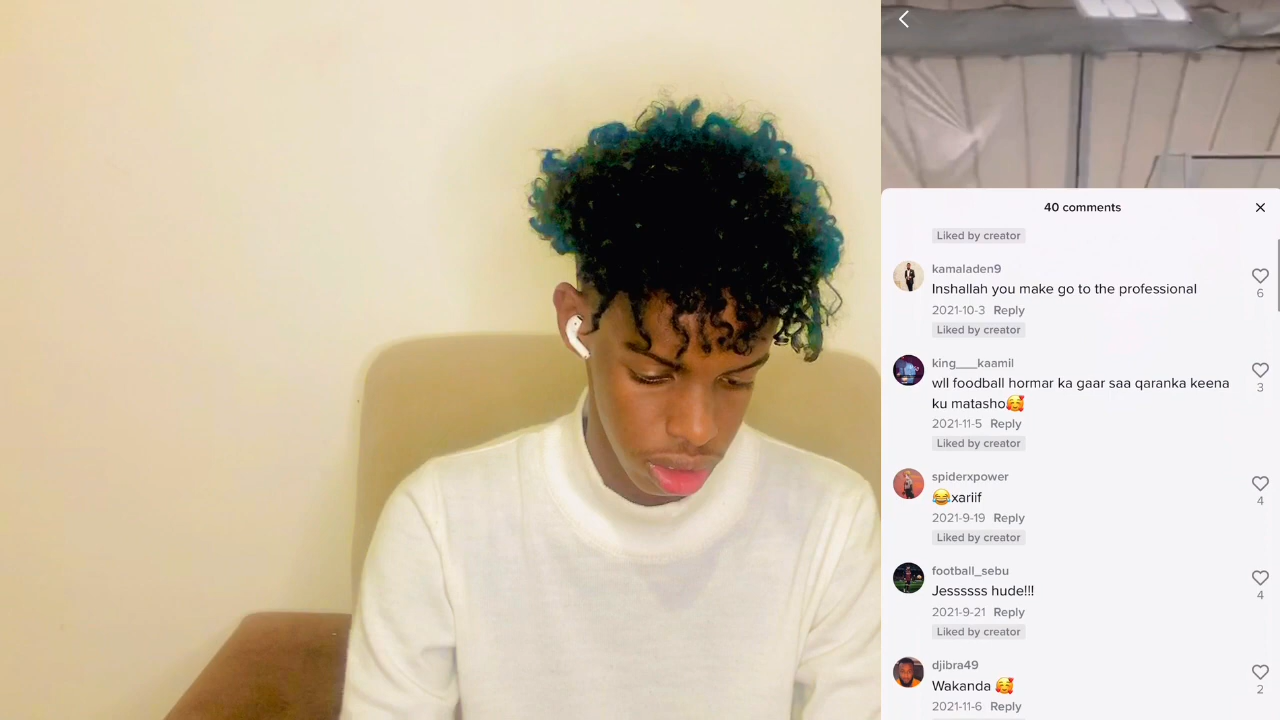 40 comments
Liked by creator
kamaladen9
Inshallah you make go to the professional
6
2021-10-3 Reply
Liked by creator
king___kaamil
wll foodball hormar ka gaar saa qaranka keena
ku matasho🥰
3
2021-11-5 Reply
Liked by creator
spiderxpower
😂xariif
4
2021-9-19 Reply
Liked by creator
football_sebu
Jessssss hude!!!
4
2021-9-21 Reply
Liked by creator
djibra49
Wakanda 🥰
2
2021-11-6 Reply